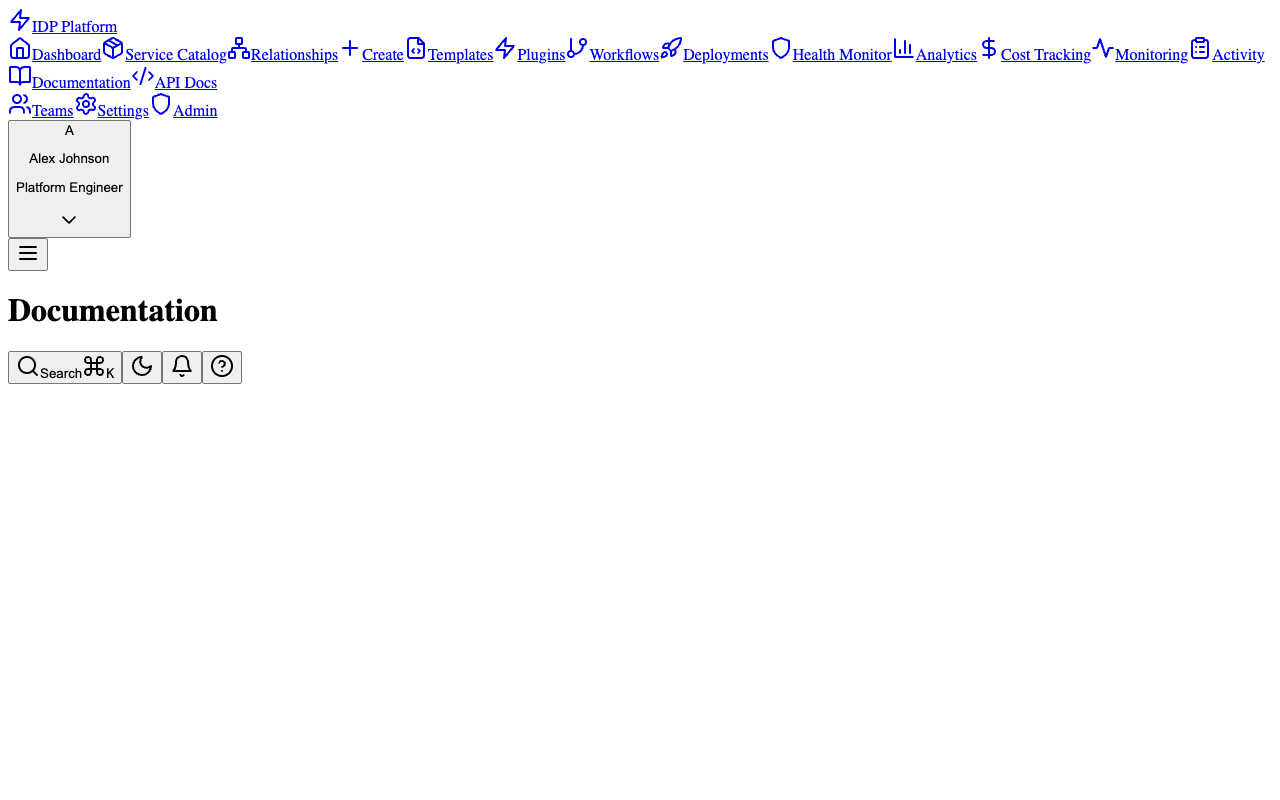 IDP Platform
Dashboard Service Catalog Relationships Create Templates Plugins Workflows Deployments Health Monitor Analytics Cost Tracking Monitoring Activity
Documentation API Docs
Teams Settings Admin
A
Alex Johnson
Platform Engineer
Documentation
Search ⌘ K